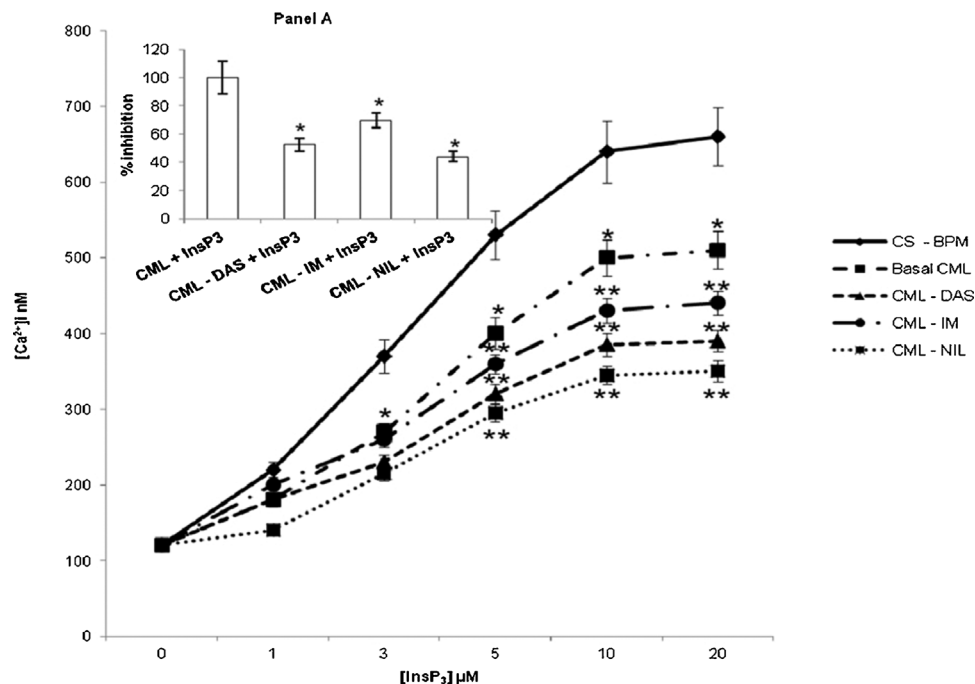 Panel A
% inhibition
120
100
80
60
40
20
0
*
*
*
CML + InsP3
CML - DAS + InsP3
CML - IM + InsP3
CML - NIL + InsP3
[Ca²⁺]i nM
800
700
600
500
400
300
200
100
0
*
*
**
**
**
*
**
**
**
*
**
**
**
0
1
3
5
10
20
[InsP₃] µM
CS - BPM
Basal CML
CML - DAS
CML - IM
CML - NIL